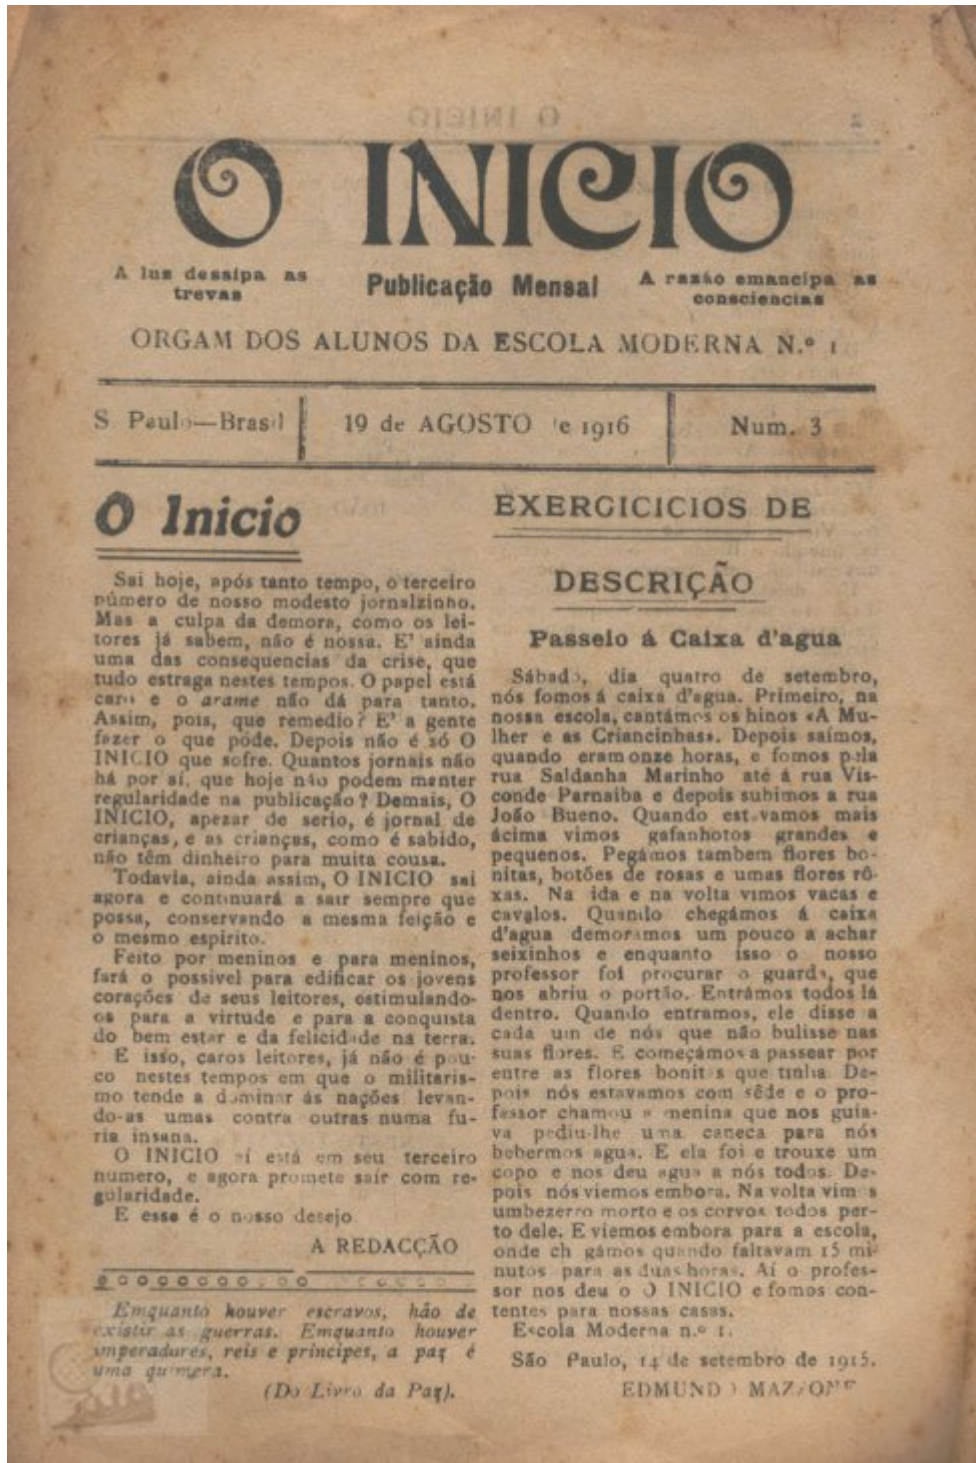 O INICIO
A luz dessipa as
trevas
Publicação Mensal
A razão emancipa as
consciencias
ORGAM DOS ALUNOS DA ESCOLA MODERNA N.º 1
S. Paulo—Brasil
19 de AGOSTO de 1916
Num. 3
O Inicio
Sai hoje, após tanto tempo, o terceiro
número de nosso modesto jornalzinho.
Mas a culpa da demora, como os lei-
tores já sabem, não é nossa. E' ainda
uma das consequencias da crise, que
tudo estraga nestes tempos. O papel está
caro e o arame não dá para tanto.
Assim, pois, que remedio? E' a gente
fazer o que póde. Depois não é só O
INICIO que sofre. Quantos jornais não
há por aí, que hoje não podem manter
regularidade na publicação? Demais, O
INICIO, apezar de serio, é jornal de
crianças, e as crianças, como é sabido,
não têm dinheiro para muita cousa.
Todavia, ainda assim, O INICIO sai
agora e continuará a sair sempre que
possa, conservando a mesma feição e
o mesmo espirito.
Feito por meninos e para meninos,
fará o possivel para edificar os jovens
corações de seus leitores, estimulando-
os para a virtude e para a conquista
do bem estar e da felicidade na terra.
E isso, caros leitores, já não é pou-
co nestes tempos em que o militaris-
mo tende a dominar ás nações levan-
do-as umas contra outras numa fu-
ria insana.
O INICIO aí está em seu terceiro
numero, e agora promete sair com re-
gularidade.
E esse é o nosso desejo
A REDACÇÃO
Emquanto houver escravos, hão de
existir as guerras. Emquanto houver
imperadores, reis e principes, a paz é
uma quimera.
(Do Livro da Paz).
EXERGICICIOS DE
DESCRIÇÃO
Passeio á Caixa d'agua
Sábado, dia quatro de setembro,
nós fomos á caixa d'agua. Primeiro, na
nossa escola, cantámos os hinos «A Mu-
lher e as Criancinhas». Depois saímos,
quando eram onze horas, e fomos pela
rua Saldanha Marinho até á rua Vis-
conde Parnaiba e depois subimos a rua
João Bueno. Quando estavamos mais
ácima vimos gafanhotos grandes e
pequenos. Pegámos tambem flores bo-
nitas, botões de rosas e umas flores rô-
xas. Na ida e na volta vimos vacas e
cavalos. Quando chegámos á caixa
d'agua demoramos um pouco a achar
seixinhos e enquanto isso o nosso
professor foi procurar o guarda, que
nos abriu o portão. Entrámos todos lá
dentro. Quando entramos, ele disse a
cada um de nós que não bulisse nas
suas flores. E começámos a passear por
entre as flores bonitas que tinha. De-
pois nós estavamos com sêde e o pro-
fessor chamou a menina que nos guia-
va pediu-lhe uma caneca para nós
bebermos agua. E ela foi e trouxe um
copo e nos deu agua a nós todos. De-
pois nós viemos embora. Na volta vimos
umbezerro morto e os corvos todos per-
to dele. E viemos embora para a escola,
onde chegámos quando faltavam 15 mi-
nutos para as duas horas. Aí o profes-
sor nos deu o O INICIO e fomos con-
tentes para nossas casas.
Escola Moderna n.º 1.
São Paulo, 14 de setembro de 1915.
EDMUNDO MAZZONE